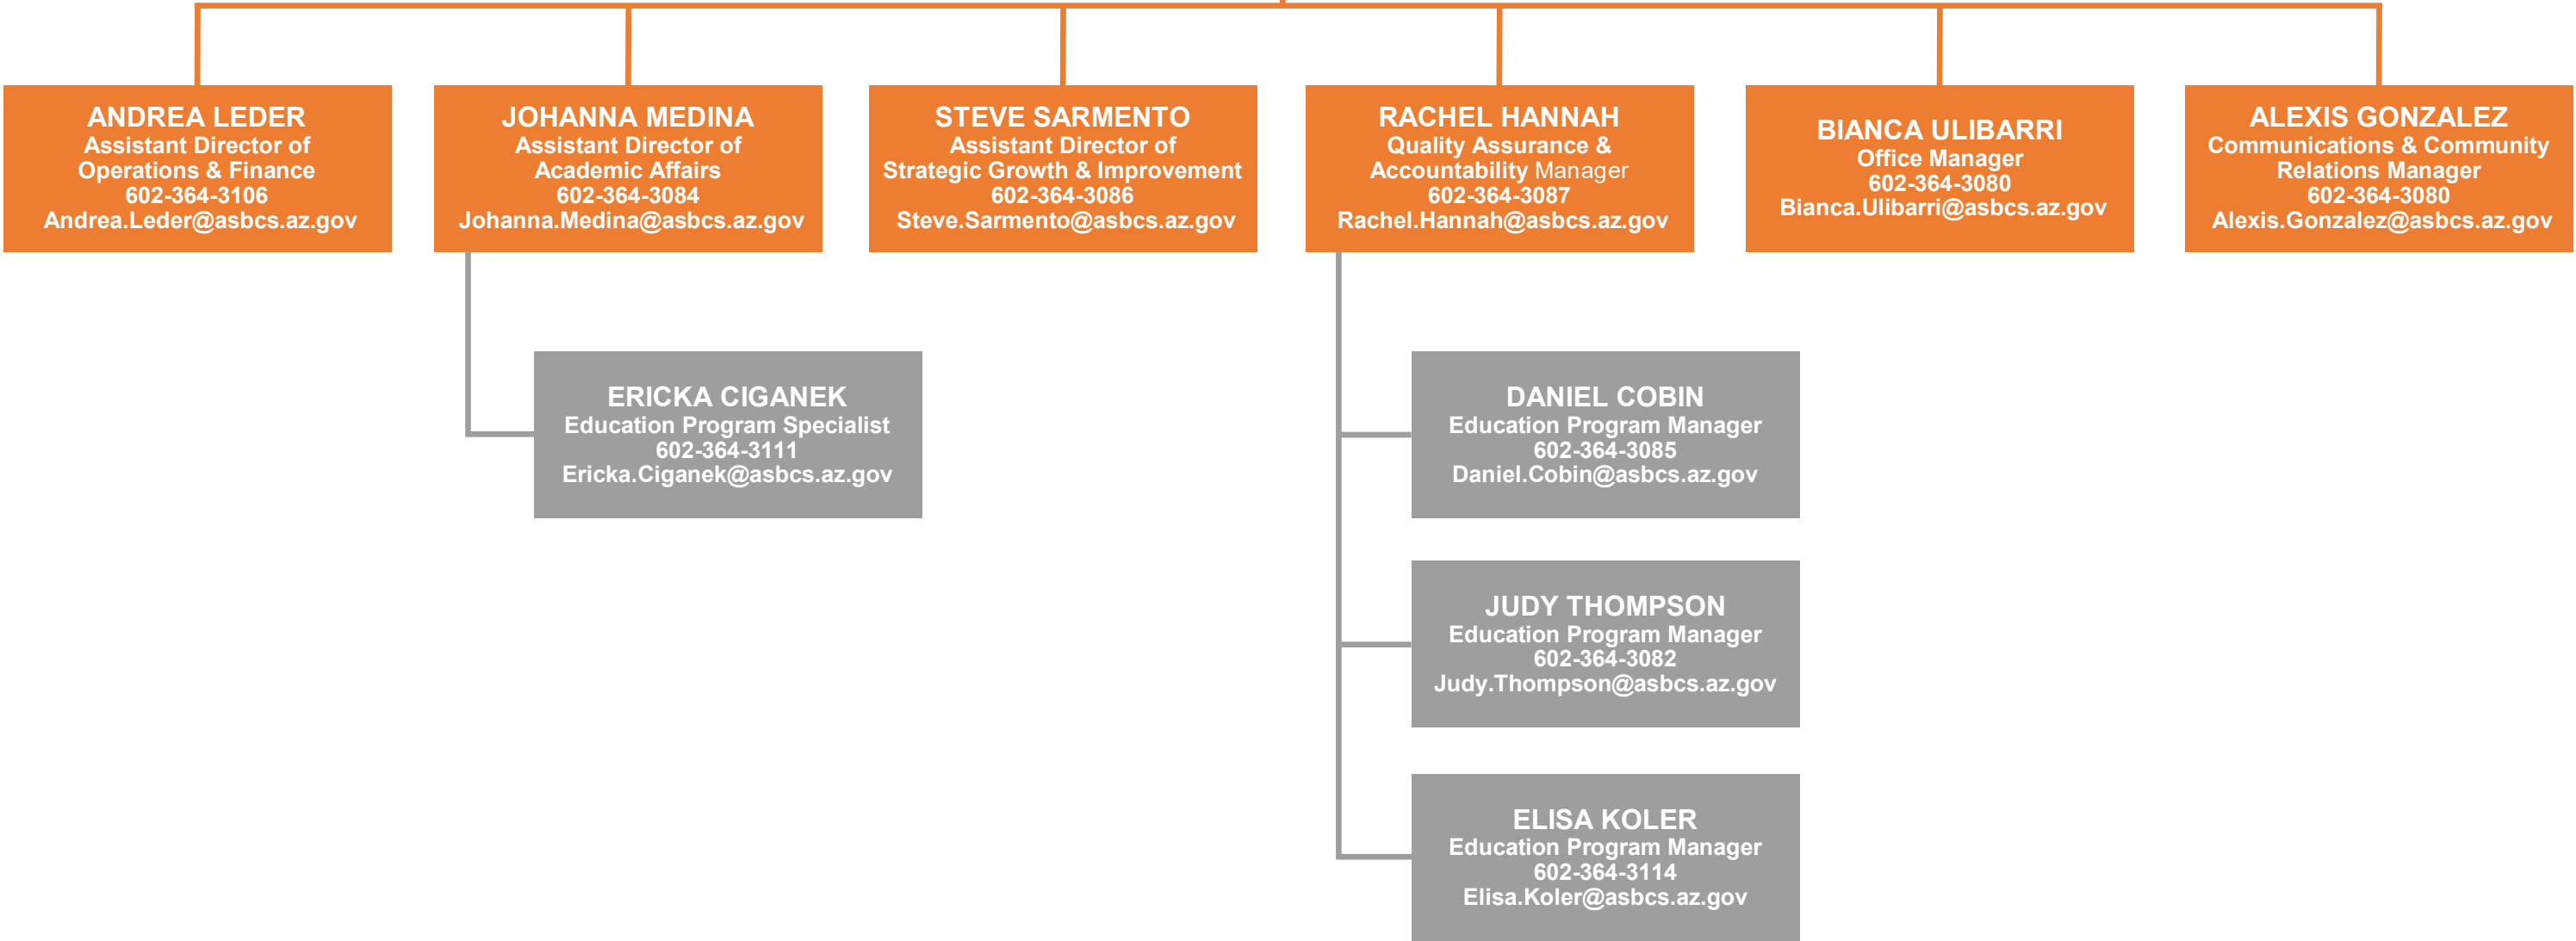 ANDREA LEDER
Assistant Director of
Operations & Finance
602-364-3106
Andrea.Leder@asbcs.az.gov
JOHANNA MEDINA
Assistant Director of
Academic Affairs
602-364-3084
Johanna.Medina@asbcs.az.gov
STEVE SARMENTO
Assistant Director of
Strategic Growth & Improvement
602-364-3086
Steve.Sarmento@asbcs.az.gov
RACHEL HANNAH
Quality Assurance &
Accountability Manager
602-364-3087
Rachel.Hannah@asbcs.az.gov
BIANCA ULIBARRI
Office Manager
602-364-3080
Bianca.Ulibarri@asbcs.az.gov
ALEXIS GONZALEZ
Communications & Community
Relations Manager
602-364-3080
Alexis.Gonzalez@asbcs.az.gov
ERICKA CIGANEK
Education Program Specialist
602-364-3111
Ericka.Ciganek@asbcs.az.gov
DANIEL COBIN
Education Program Manager
602-364-3085
Daniel.Cobin@asbcs.az.gov
JUDY THOMPSON
Education Program Manager
602-364-3082
Judy.Thompson@asbcs.az.gov
ELISA KOLER
Education Program Manager
602-364-3114
Elisa.Koler@asbcs.az.gov